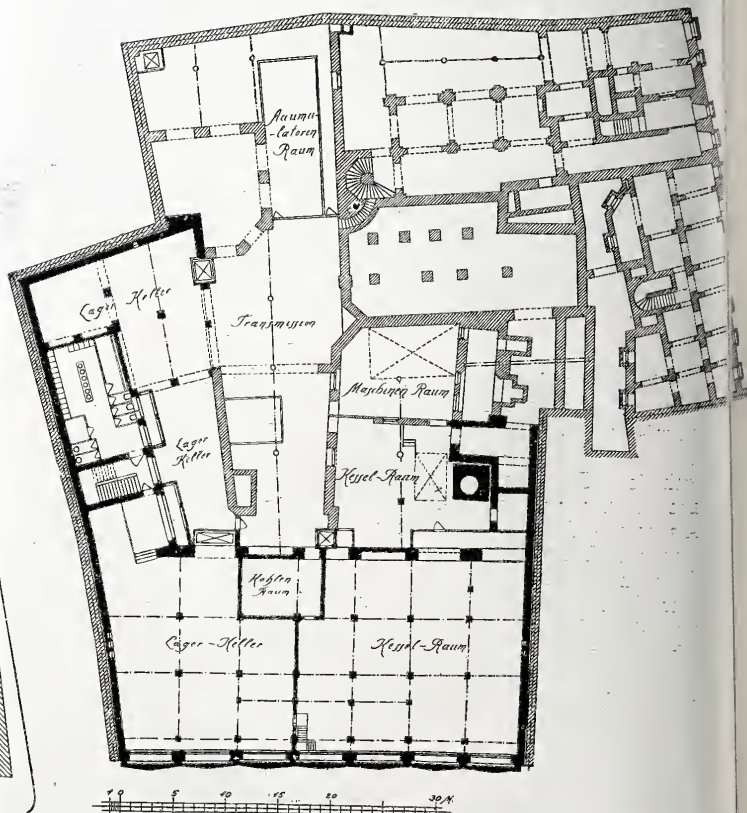 Accumu-
-latoren
Raum
Lager Keller
Transmission
Maschinen Raum
Lager
Keller
Kessel-Raum
Kohlen
Raum
Lager-Keller
Kessel-Raum
1 0 5 10 15 20 30 M.